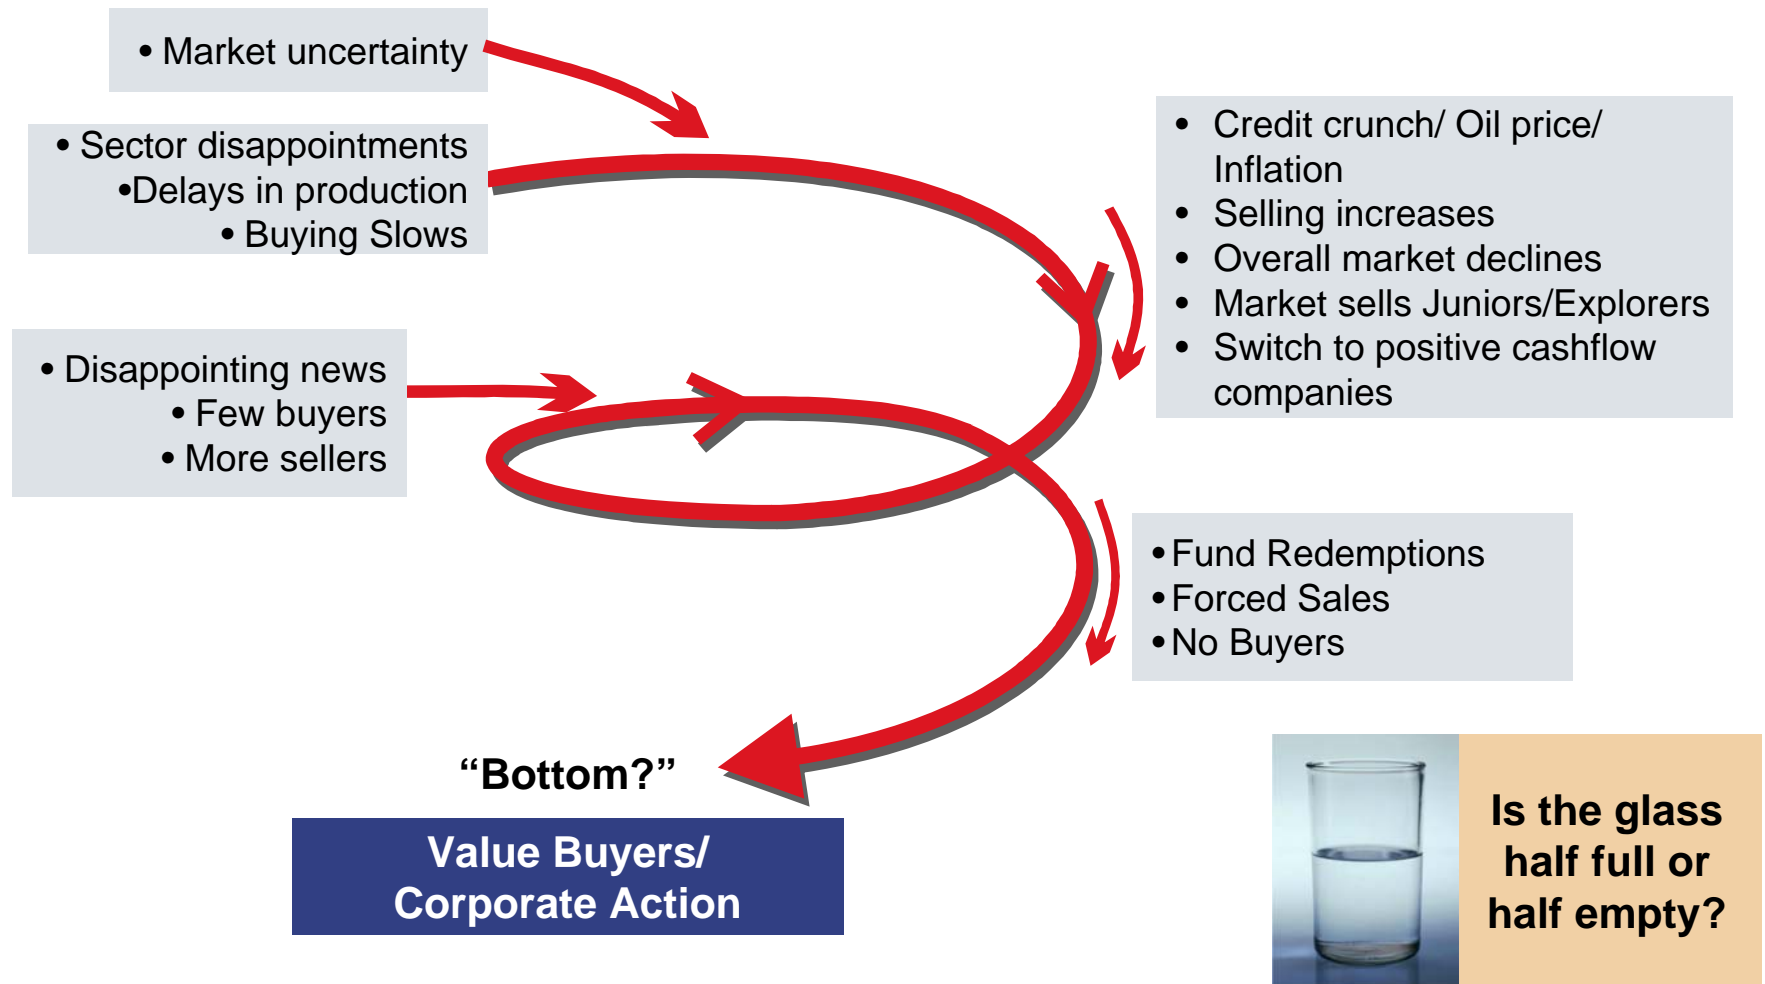 • Market uncertainty
• Sector disappointments
•Delays in production
• Buying Slows
• Credit crunch/ Oil price/
Inflation
• Selling increases
• Overall market declines
• Market sells Juniors/Explorers
• Switch to positive cashflow
companies
• Disappointing news
• Few buyers
• More sellers
• Fund Redemptions
• Forced Sales
• No Buyers
“Bottom?”
Value Buyers/
Corporate Action
Is the glass
half full or
half empty?